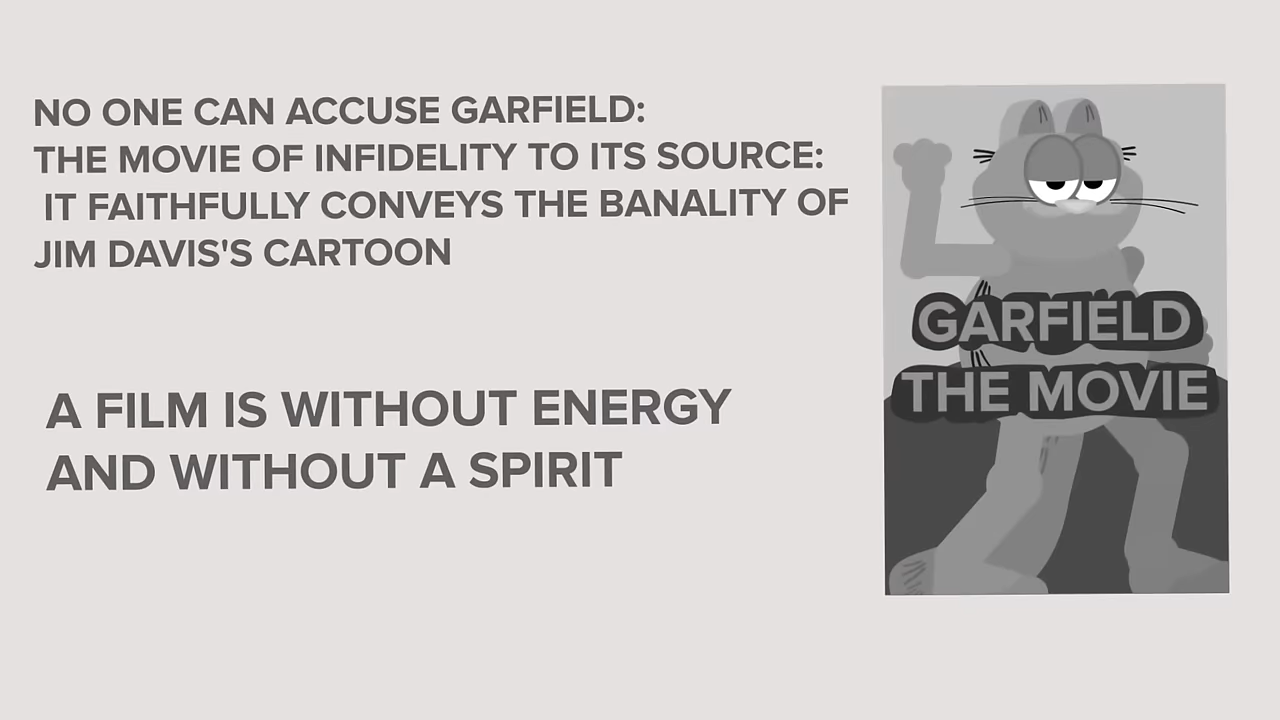 NO ONE CAN ACCUSE GARFIELD:
THE MOVIE OF INFIDELITY TO ITS SOURCE:
IT FAITHFULLY CONVEYS THE BANALITY OF
JIM DAVIS'S CARTOON
A FILM IS WITHOUT ENERGY
AND WITHOUT A SPIRIT
GARFIELD
THE MOVIE